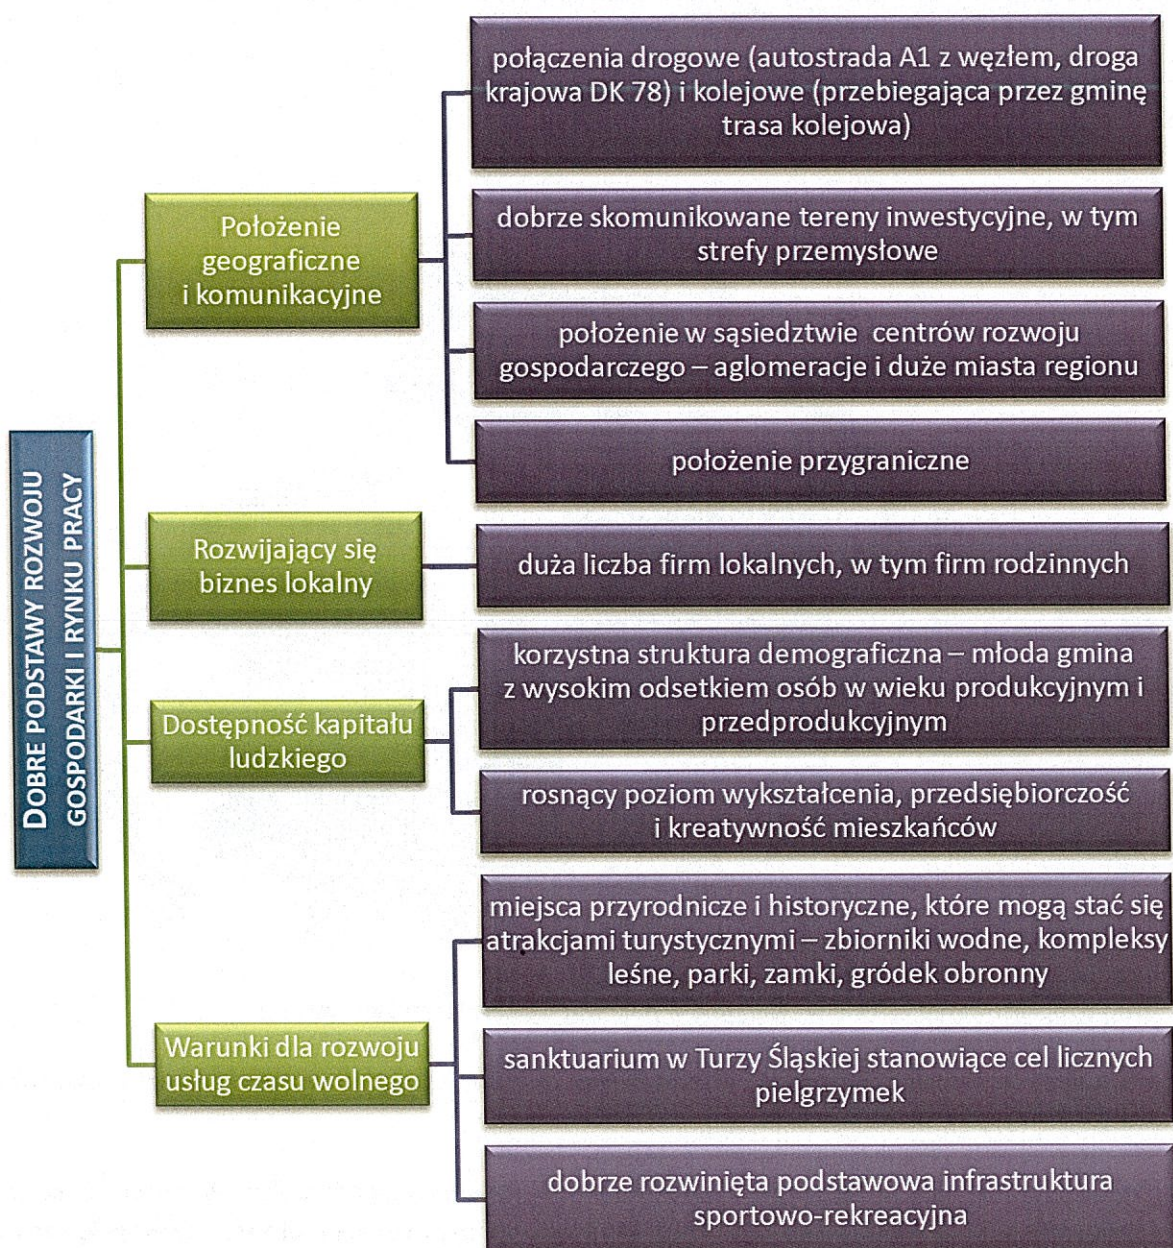 DOBRE PODSTAWY ROZWOJU
GOSPODARKI I RYNKU PRACY
Położenie
geograficzne
i komunikacyjne
połączenia drogowe (autostrada A1 z węzłem, droga
krajowa DK 78) i kolejowe (przebiegająca przez gminę
trasa kolejowa)
dobrze skomunikowane tereny inwestycyjne, w tym
strefy przemysłowe
położenie w sąsiedztwie centrów rozwoju
gospodarczego – aglomeracje i duże miasta regionu
położenie przygraniczne
Rozwijający się
biznes lokalny
duża liczba firm lokalnych, w tym firm rodzinnych
Dostępność kapitału
ludzkiego
korzystna struktura demograficzna – młoda gmina
z wysokim odsetkiem osób w wieku produkcyjnym i
przedprodukcyjnym
rosnący poziom wykształcenia, przedsiębiorczość
i kreatywność mieszkańców
Warunki dla rozwoju
usług czasu wolnego
miejsca przyrodnicze i historyczne, które mogą stać się
atrakcjami turystycznymi – zbiorniki wodne, kompleksy
leśne, parki, zamki, gródek obronny
sanktuarium w Turzy Śląskiej stanowiące cel licznych
pielgrzymek
dobrze rozwinięta podstawowa infrastruktura
sportowo-rekreacyjna